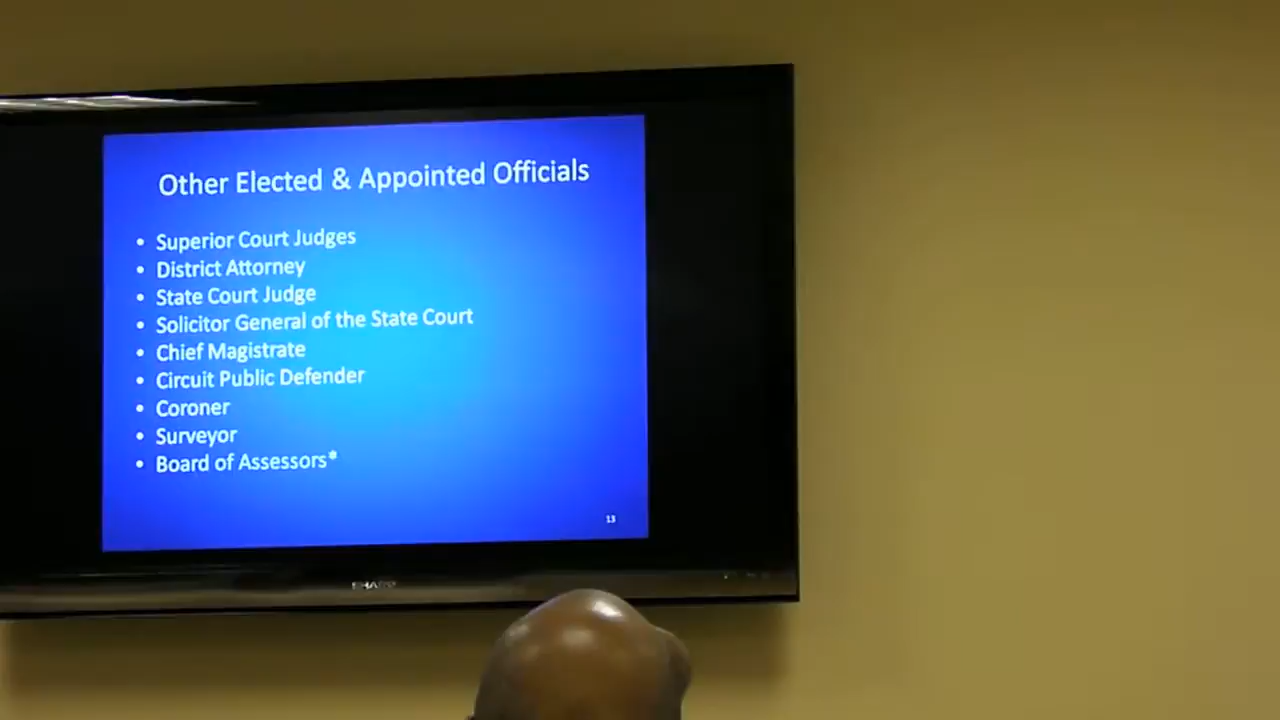 Other Elected & Appointed Officials
• Superior Court Judges
• District Attorney
• State Court Judge
• Solicitor General of the State Court
• Chief Magistrate
• Circuit Public Defender
• Coroner
• Surveyor
• Board of Assessors*
13
SHARP